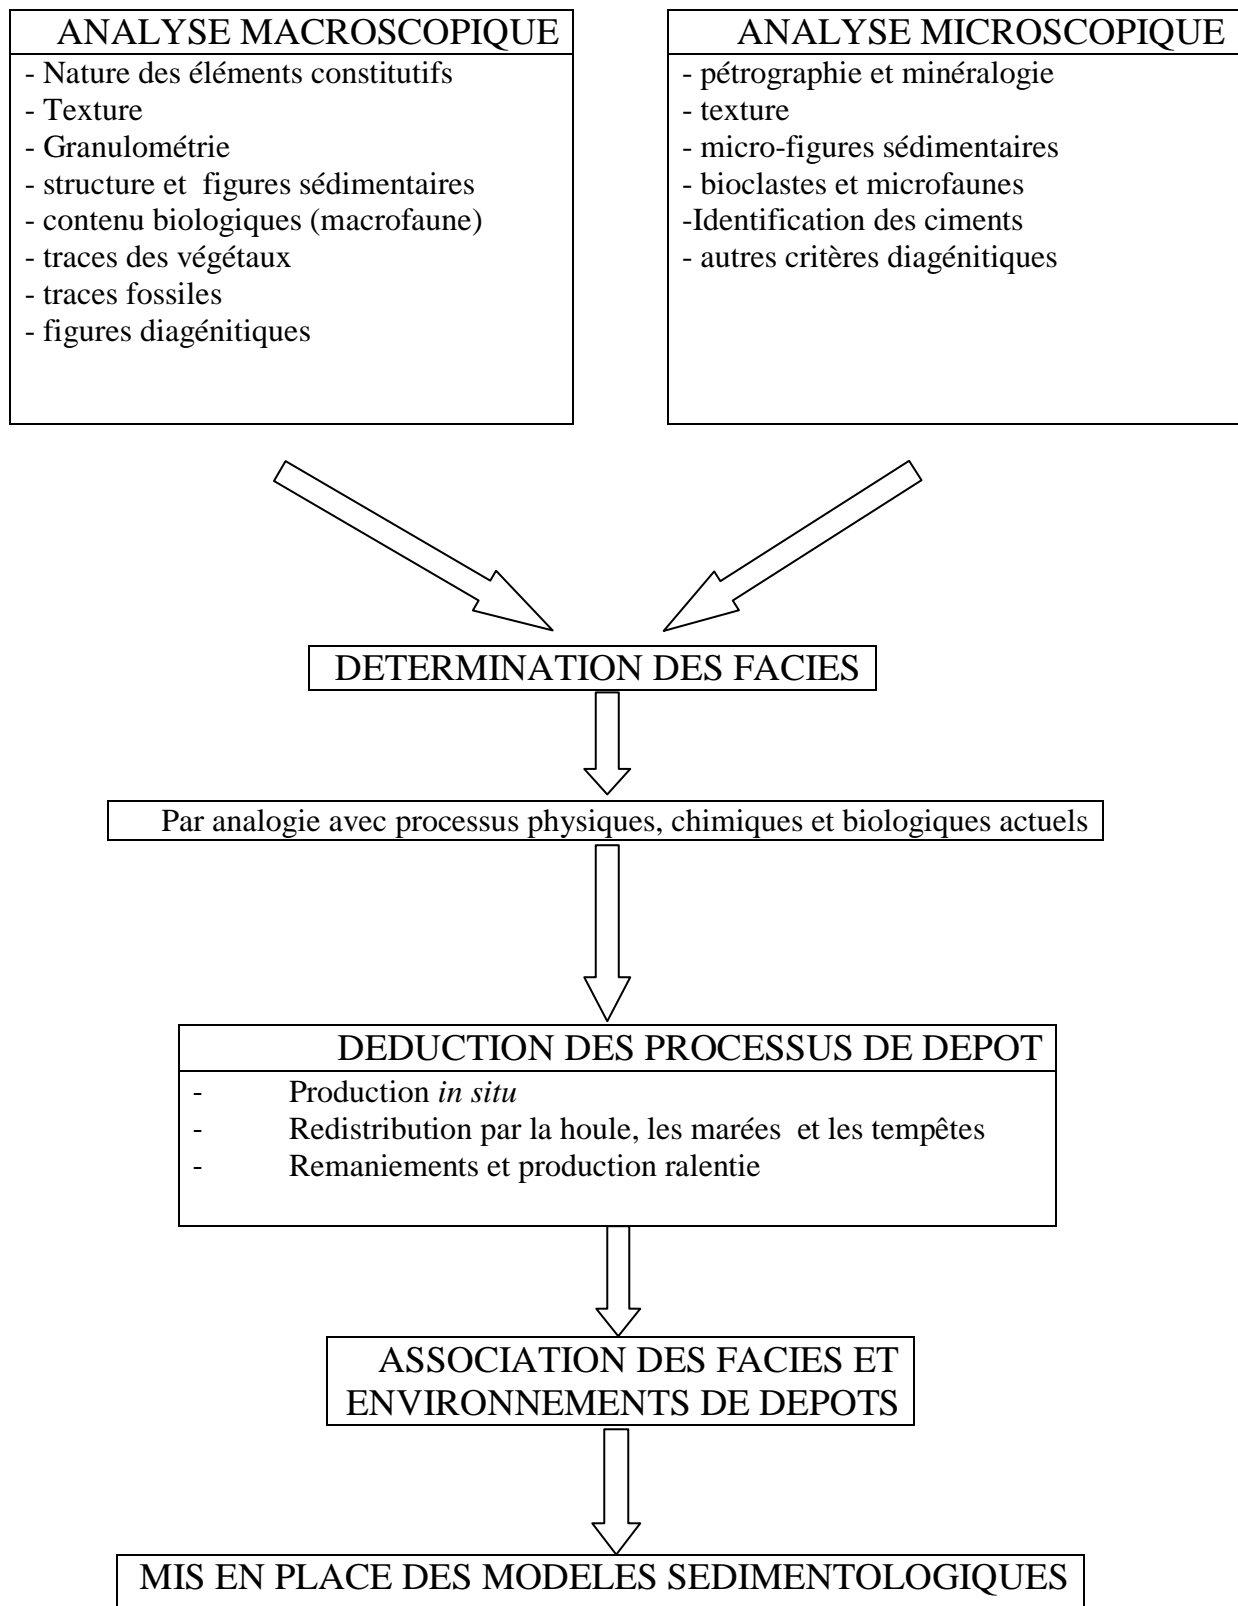 ANALYSE MACROSCOPIQUE
- Nature des éléments constitutifs
- Texture
- Granulométrie
- structure et figures sédimentaires
- contenu biologiques (macrofaune)
- traces des végétaux
- traces fossiles
- figures diagénitiques
ANALYSE MICROSCOPIQUE
- pétrographie et minéralogie
- texture
- micro-figures sédimentaires
- bioclastes et microfaunes
-Identification des ciments
- autres critères diagénitiques
DETERMINATION DES FACIES
Par analogie avec processus physiques, chimiques et biologiques actuels
DEDUCTION DES PROCESSUS DE DEPOT
- Production in situ
- Redistribution par la houle, les marées et les tempêtes
- Remaniements et production ralentie
ASSOCIATION DES FACIES ET
ENVIRONNEMENTS DE DEPOTS
MIS EN PLACE DES MODELES SEDIMENTOLOGIQUES